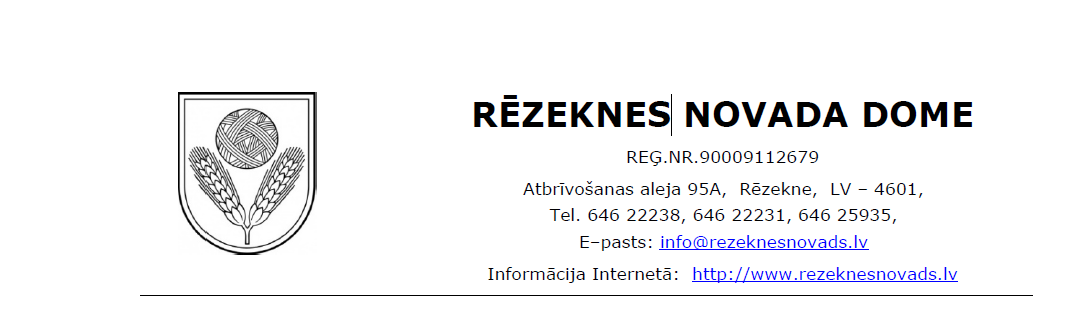 RĒZEKNES NOVADA DOME
REĢ.NR.90009112679
Atbrīvošanas aleja 95A, Rēzekne, LV – 4601,
Tel. 646 22238, 646 22231, 646 25935,
E–pasts: info@rezeknesnovads.lv
Informācija Internetā: http://www.rezeknesnovads.lv